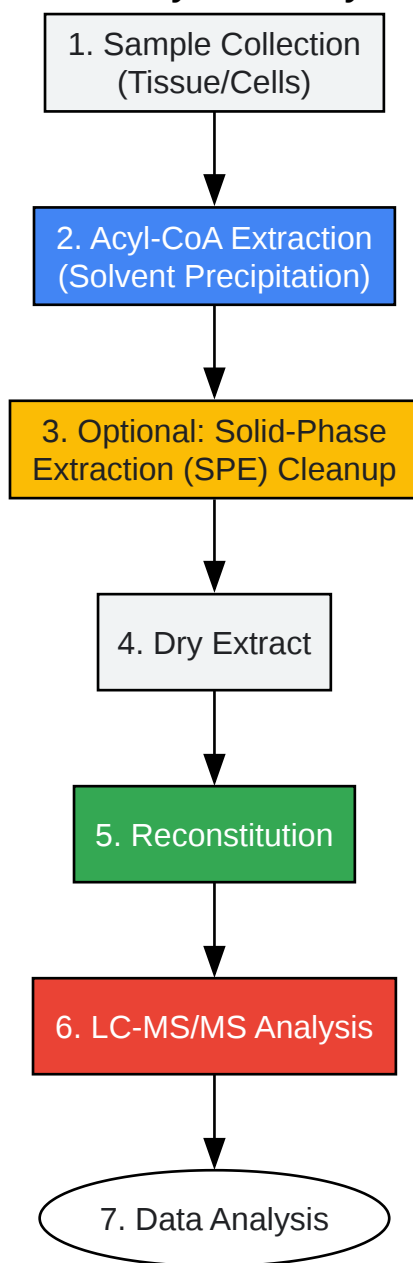 1. Sample Collection
(Tissue/Cells)
2. Acyl-CoA Extraction
(Solvent Precipitation)
3. Optional: Solid-Phase
Extraction (SPE) Cleanup
4. Dry Extract
5. Reconstitution
6. LC-MS/MS Analysis
7. Data Analysis